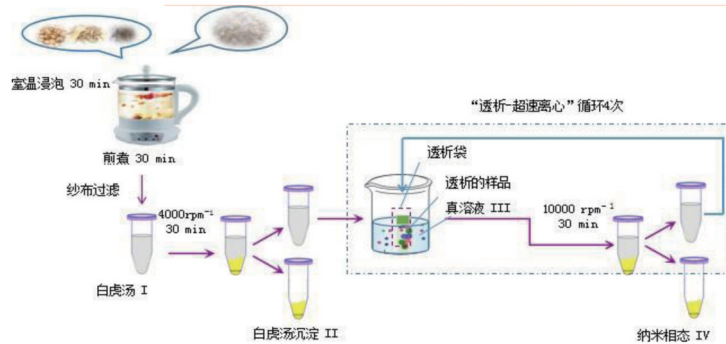 室温浸泡 30 min
煎煮 30 min
纱布过滤
4000rpm⁻¹
30 min
白虎汤 I
白虎汤沉淀 II
“透析-超速离心”循环4次
透析袋
透析的样品
真溶液 III
10000 rpm⁻¹
30 min
纳米相态 IV